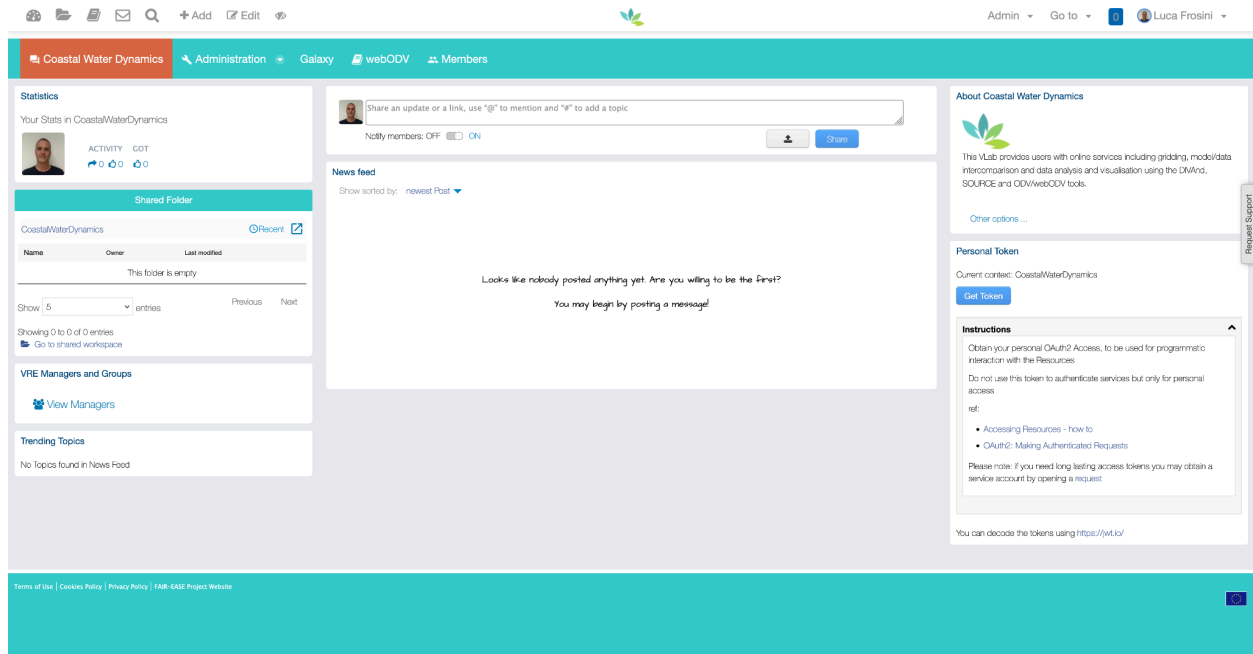 +Add Edit
Admin Go to 0 Luca Frosini
Coastal Water Dynamics Administration Galaxy webODV Members
Statistics
Your Stats in CoastalWaterDynamics
ACTIVITY GOT
0 0 0
Shared Folder
CoastalWaterDynamics Recent
Name Owner Last modified
This folder is empty
Show 5 entries Previous Next
Showing 0 to 0 of 0 entries
Go to shared workspace
VRE Managers and Groups
View Managers
Trending Topics
No Topics found in News Feed
Share an update or a link, use "@" to mention and "#" to add a topic
Notify members: OFF ON
Share
News feed
Show sorted by: newest Post
Looks like nobody posted anything yet. Are you willing to be the first?
You may begin by posting a message!
About Coastal Water Dynamics
This VLab provides users with online services including gridding, model/data
intercomparison and data analysis and visualisation using the DIVAnd,
SOURCE and ODV/webODV tools.
Other options ...
Request Support
Personal Token
Current context: CoastalWaterDynamics
Get Token
Instructions
Obtain your personal OAuth2 Access, to be used for programmatic
interaction with the Resources
Do not use this token to authenticate services but only for personal
access
ref:
• Accessing Resources - how to
• OAuth2: Making Authenticated Requests
Please note: if you need long lasting access tokens you may obtain a
service account by opening a request
You can decode the tokens using https://jwt.io/
Terms of Use | Cookies Policy | Privacy Policy | FAIR-EASE Project Website